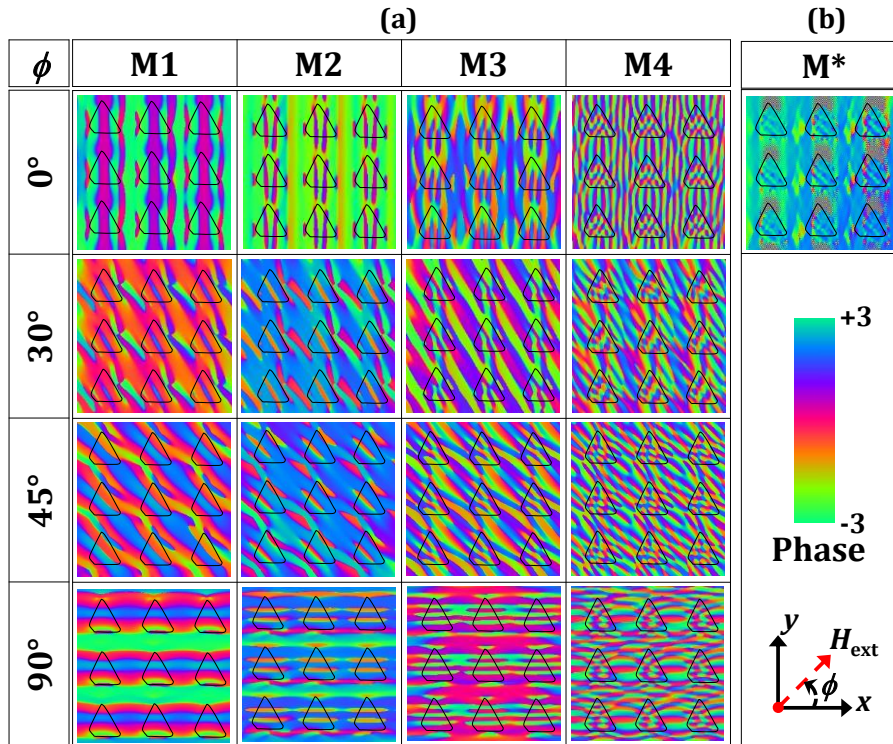 (a) (b)
ϕ M1 M2 M3 M4 M*
0°
30°
45°
90°
+3
-3
Phase
y
H_ext
ϕ
x